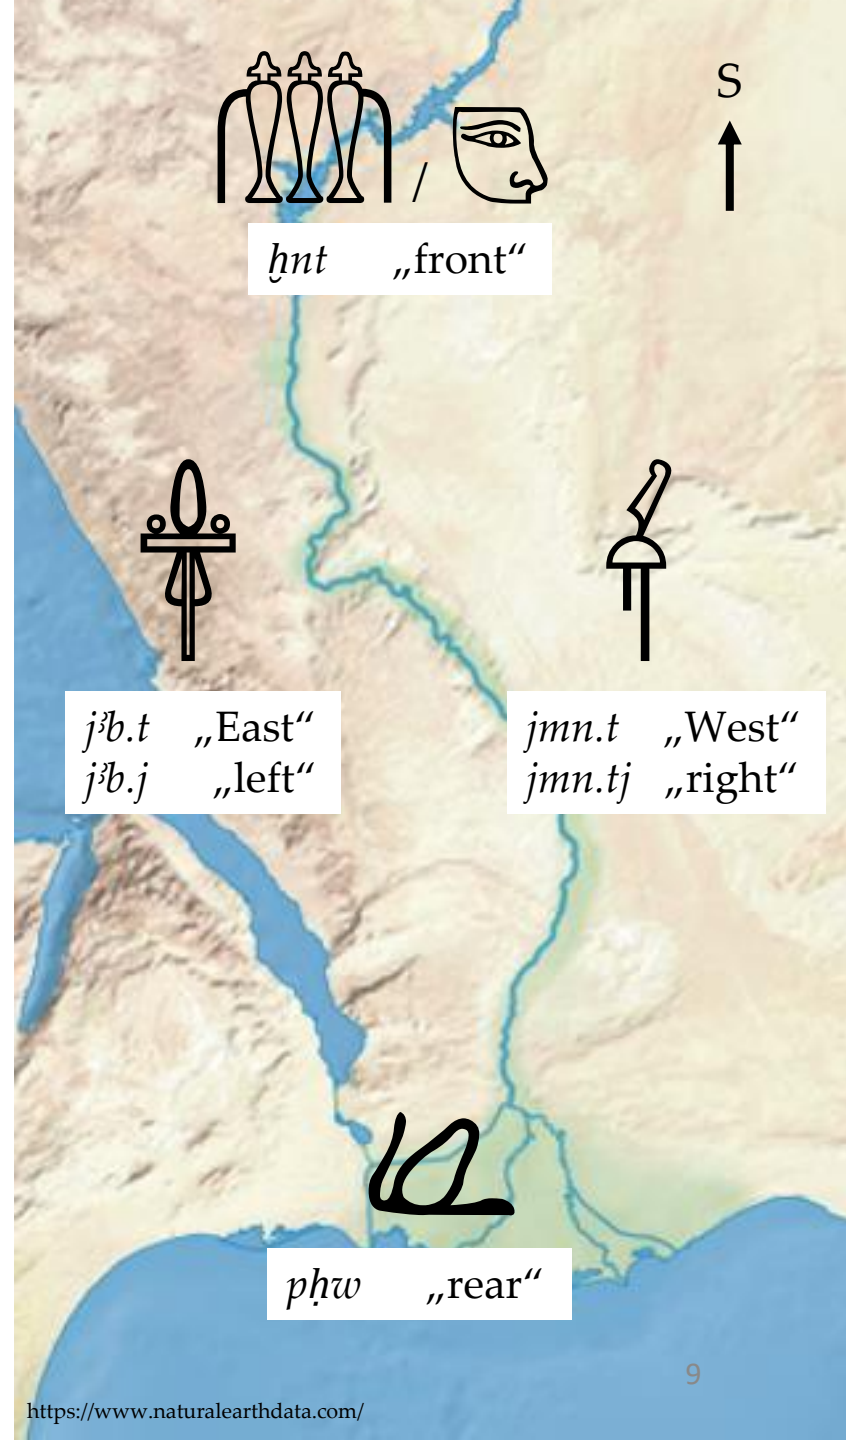 S
𓏃 / 𓂉
ḫnt „front“
𓋁
𓋀
jꜣb.t „East“
jꜣb.j „left“
jmn.t „West“
jmn.tj „right“
𓄖
pḥw „rear“
9
https://www.naturalearthdata.com/